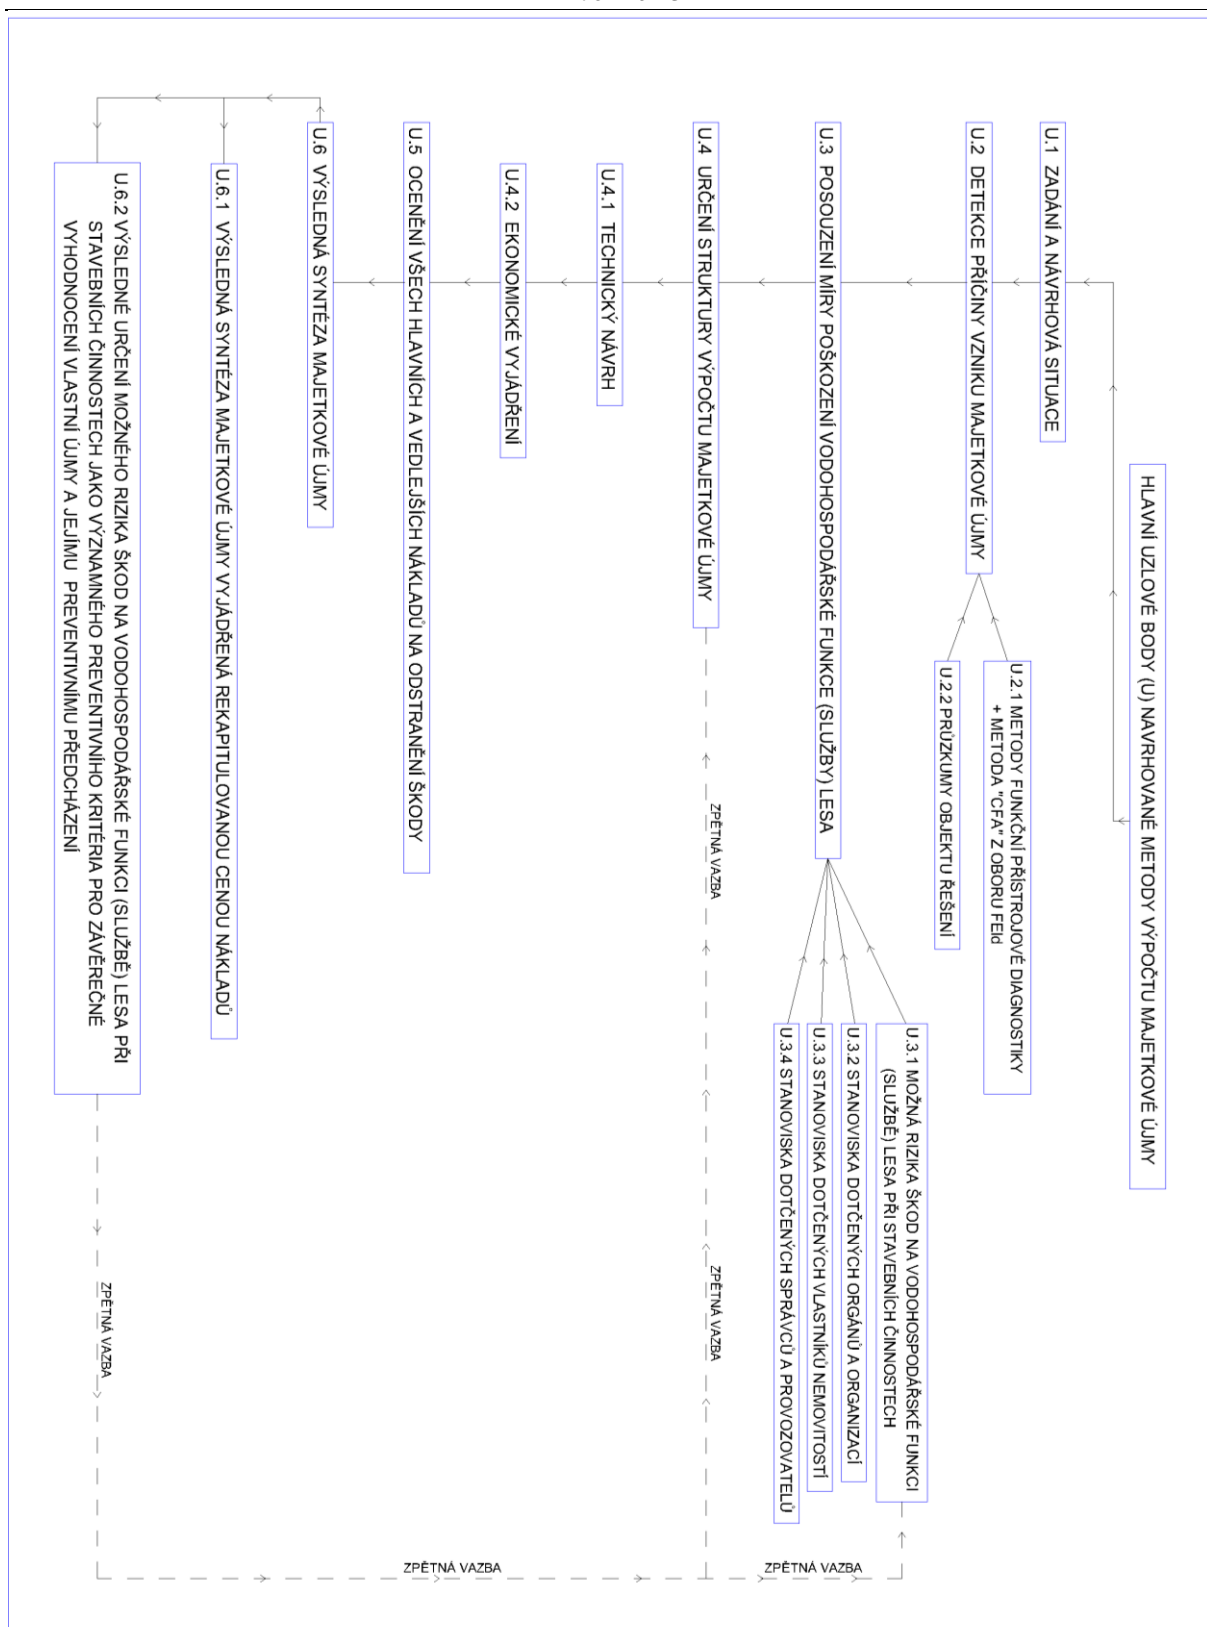 HLAVNÍ UZLOVÉ BODY (U) NAVRHOVANÉ METODY VÝPOČTU MAJETKOVÉ ÚJMY
U.1 ZADÁNÍ A NÁVRHOVÁ SITUACE
U.2 DETEKCE PŘÍČINY VZNIKU MAJETKOVÉ ÚJMY
U.2.1 METODY FUNKČNÍ PŘÍSTROJOVÉ DIAGNOSTIKY
+ METODA "CFA" Z OBORU FEld
U.2.2 PRŮZKUMY OBJEKTU ŘEŠENÍ
U.3 POSOUZENÍ MÍRY POŠKOZENÍ VODOHOSPODÁŘSKÉ FUNKCE (SLUŽBY) LESA
U.3.1 MOŽNÁ RIZIKA ŠKOD NA VODOHOSPODÁŘSKÉ FUNKCI
(SLUŽBĚ) LESA PŘI STAVEBNÍCH ČINNOSTECH
U.3.2 STANOVISKA DOTČENÝCH ORGÁNŮ A ORGANIZACÍ
U.3.3 STANOVISKA DOTČENÝCH VLASTNÍKŮ NEMOVITOSTÍ
U.3.4 STANOVISKA DOTČENÝCH SPRÁVCŮ A PROVOZOVATELŮ
U.4 URČENÍ STRUKTURY VÝPOČTU MAJETKOVÉ ÚJMY
ZPĚTNÁ VAZBA
ZPĚTNÁ VAZBA
U.4.1 TECHNICKÝ NÁVRH
U.4.2 EKONOMICKÉ VYJÁDŘENÍ
U.5 OCENĚNÍ VŠECH HLAVNÍCH A VEDLEJŠÍCH NÁKLADŮ NA ODSTRANĚNÍ ŠKODY
U.6 VÝSLEDNÁ SYNTÉZA MAJETKOVÉ ÚJMY
U.6.1 VÝSLEDNÁ SYNTÉZA MAJETKOVÉ ÚJMY VYJÁDŘENÁ REKAPITULOVANOU CENOU NÁKLADŮ
U.6.2 VÝSLEDNÉ URČENÍ MOŽNÉHO RIZIKA ŠKOD NA VODOHOSPODÁŘSKÉ FUNKCI (SLUŽBĚ) LESA PŘI
STAVEBNÍCH ČINNOSTECH JAKO VÝZNAMNÉHO PREVENTIVNÍHO KRITÉRIA PRO ZÁVĚREČNÉ
VYHODNOCENÍ VLASTNÍ ÚJMY A JEJÍMU PREVENTIVNÍMU PŘEDCHÁZENÍ
ZPĚTNÁ VAZBA
ZPĚTNÁ VAZBA
ZPĚTNÁ VAZBA